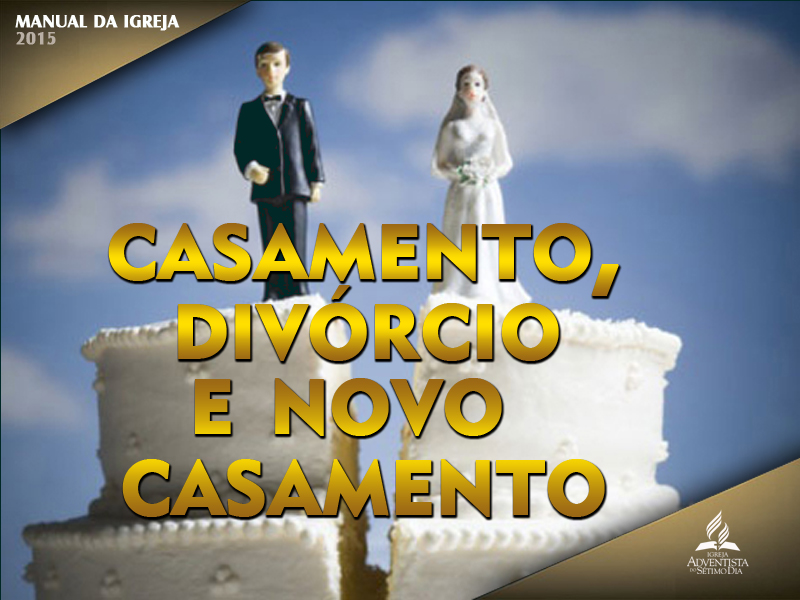 MANUAL DA IGREJA
2015
CASAMENTO,
DIVÓRCIO
E NOVO
CASAMENTO
IGREJA
ADVENTISTA
DO SÉTIMO DIA